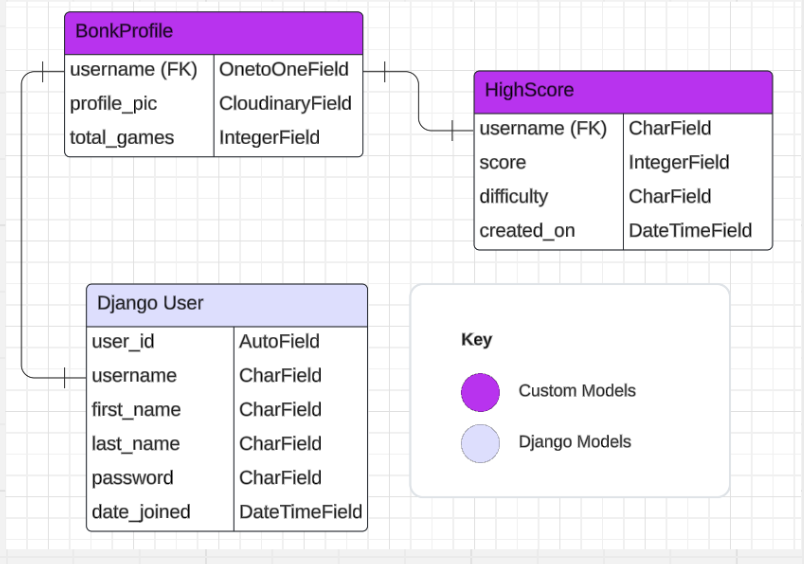 BonkProfile
username (FK) OnetoOneField
profile_pic CloudinaryField
total_games IntegerField
HighScore
username (FK) CharField
score IntegerField
difficulty CharField
created_on DateTimeField
Django User
user_id AutoField
username CharField
first_name CharField
last_name CharField
password CharField
date_joined DateTimeField
Key
Custom Models
Django Models